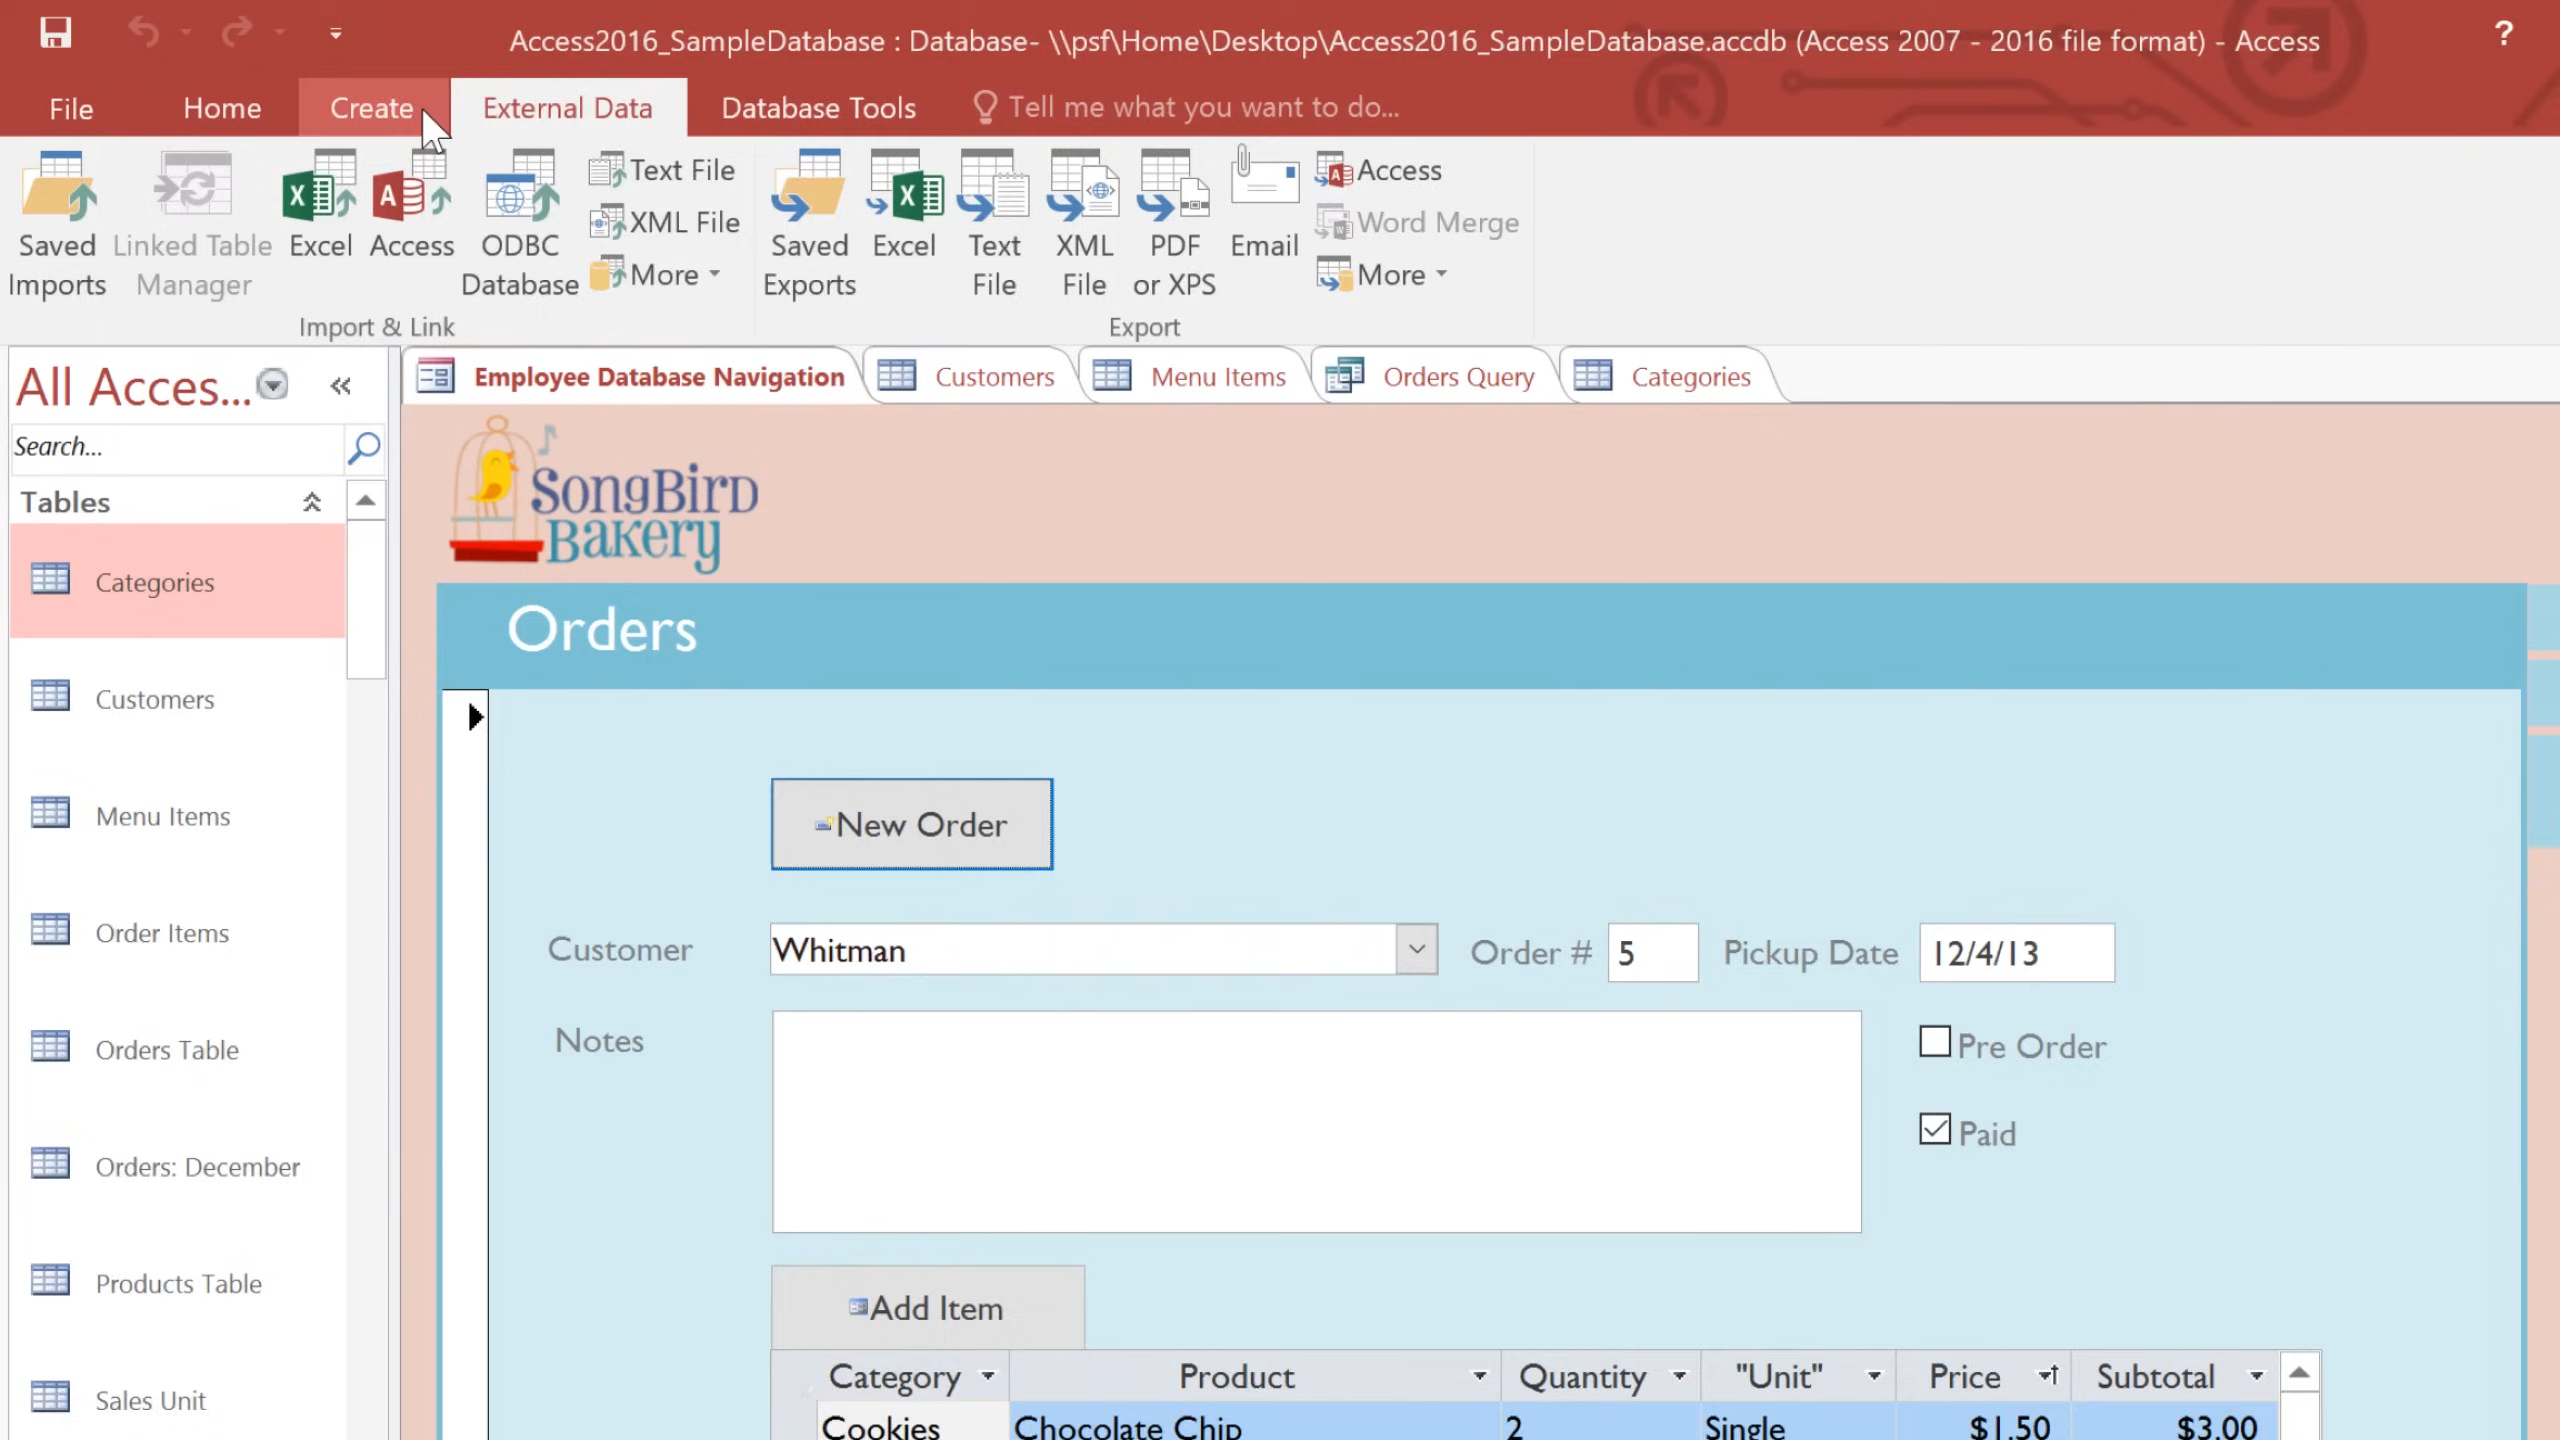 Access2016_SampleDatabase : Database- \\psf\Home\Desktop\Access2016_SampleDatabase.accdb (Access 2007 - 2016 file format) - Access
?
File Home Create External Data Database Tools Tell me what you want to do...
Saved Imports
Linked Table Manager
Excel
Access
ODBC Database
Text File
XML File
More
Import & Link
Saved Exports
Excel
Text File
XML File
PDF or XPS
Email
Access
Word Merge
More
Export
All Acces...
Search...
Tables
Categories
Customers
Menu Items
Order Items
Orders Table
Orders: December
Products Table
Sales Unit
Employee Database Navigation Customers Menu Items Orders Query Categories
SongBird
Bakery
Orders
New Order
Customer Whitman Order # 5 Pickup Date 12/4/13
Notes
Pre Order
Paid
Add Item
Category Product Quantity "Unit" Price Subtotal
Cookies Chocolate Chip 2 Single $1.50 $3.00